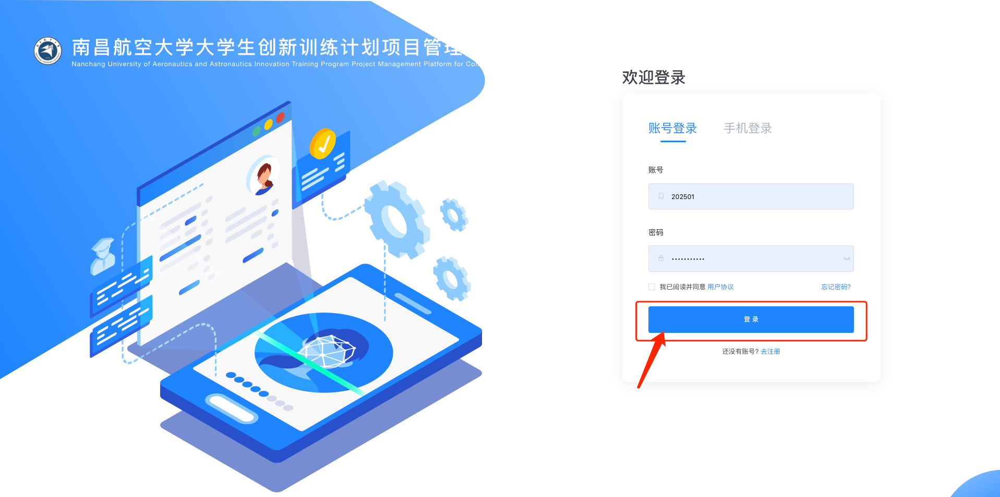 南昌航空大学大学生创新训练计划项目管理
Nanchang University of Aeronautics and Astronautics Innovation Training Program Project Management Platform for
欢迎登录
账号登录 手机登录
账号
202501
密码
•••••••••••
我已阅读并同意 用户协议 忘记密码?
登 录
还没有账号? 去注册